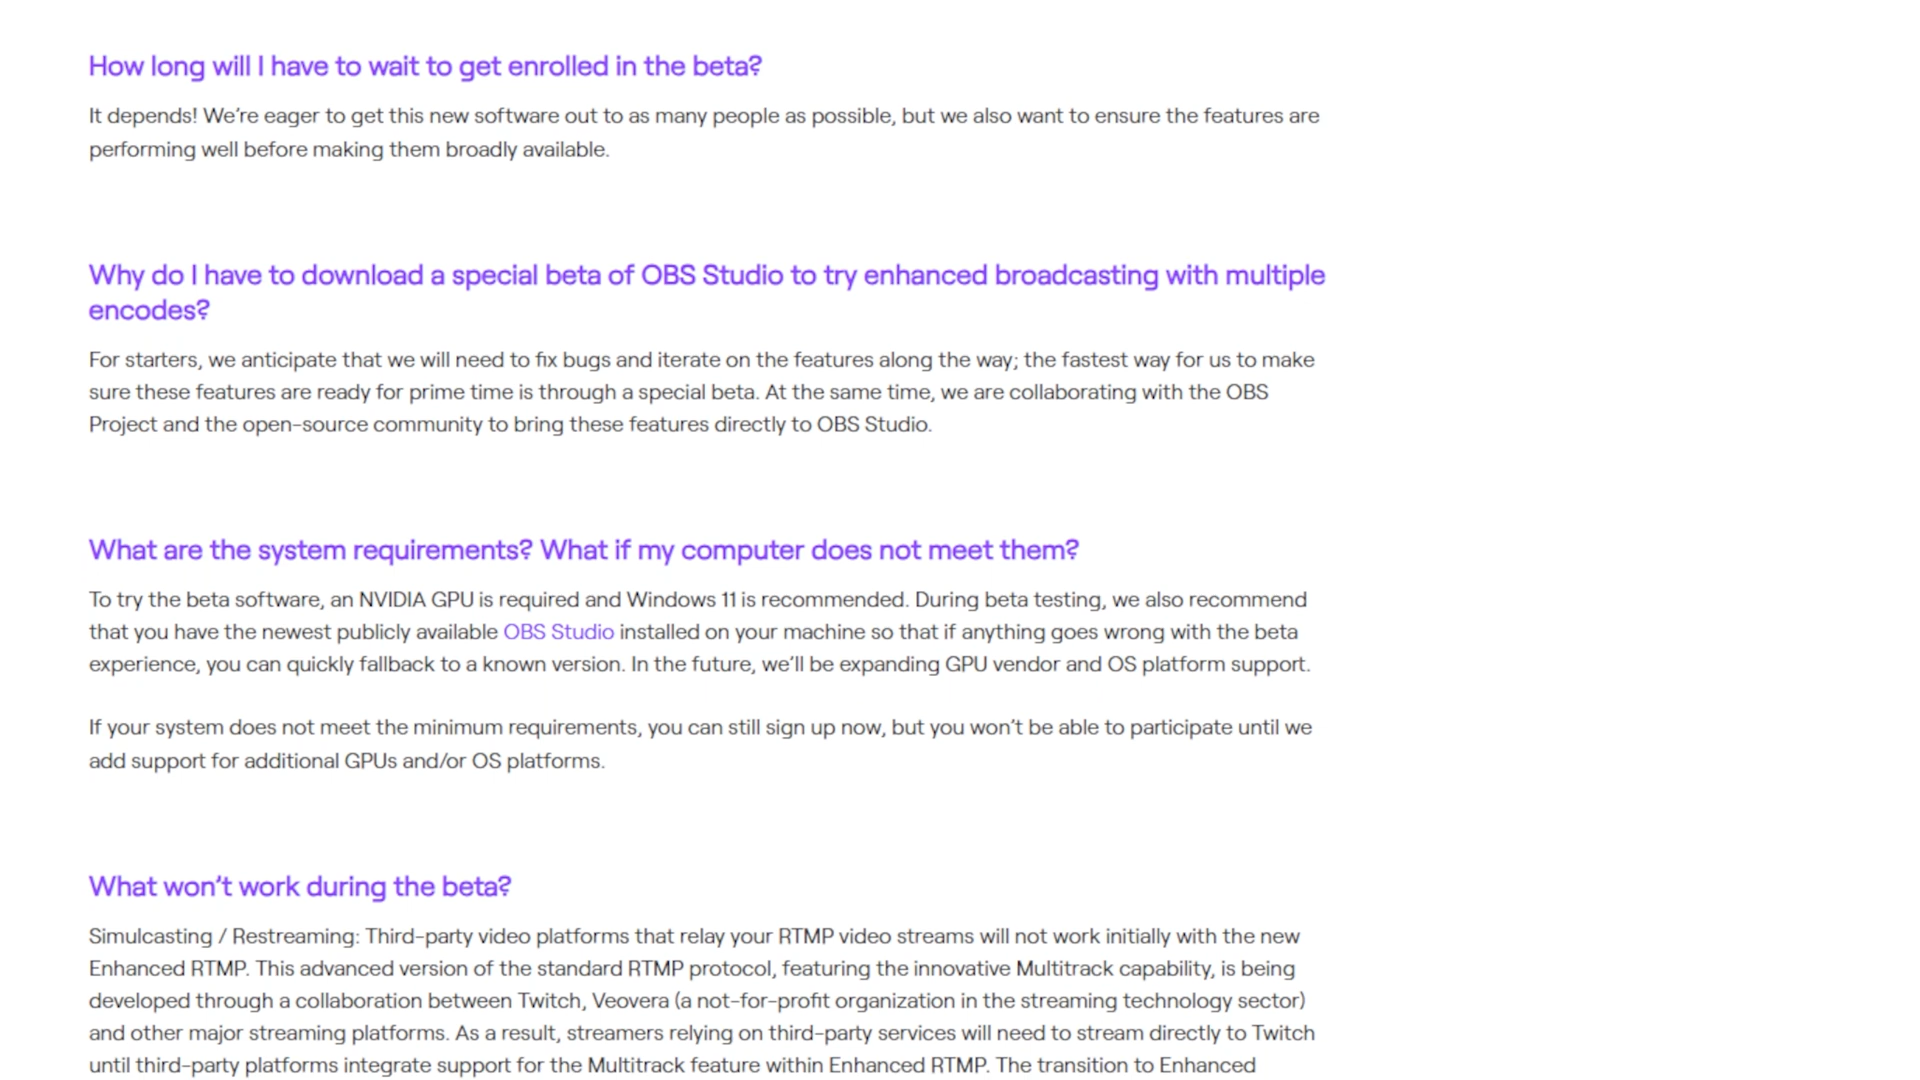 How long will I have to wait to get enrolled in the beta?
It depends! We’re eager to get this new software out to as many people as possible, but we also want to ensure the features are
performing well before making them broadly available.
Why do I have to download a special beta of OBS Studio to try enhanced broadcasting with multiple
encodes?
For starters, we anticipate that we will need to fix bugs and iterate on the features along the way; the fastest way for us to make
sure these features are ready for prime time is through a special beta. At the same time, we are collaborating with the OBS
Project and the open-source community to bring these features directly to OBS Studio.
What are the system requirements? What if my computer does not meet them?
To try the beta software, an NVIDIA GPU is required and Windows 11 is recommended. During beta testing, we also recommend
that you have the newest publicly available OBS Studio installed on your machine so that if anything goes wrong with the beta
experience, you can quickly fallback to a known version. In the future, we’ll be expanding GPU vendor and OS platform support.
If your system does not meet the minimum requirements, you can still sign up now, but you won’t be able to participate until we
add support for additional GPUs and/or OS platforms.
What won’t work during the beta?
Simulcasting / Restreaming: Third-party video platforms that relay your RTMP video streams will not work initially with the new
Enhanced RTMP. This advanced version of the standard RTMP protocol, featuring the innovative Multitrack capability, is being
developed through a collaboration between Twitch, Veovera (a not-for-profit organization in the streaming technology sector)
and other major streaming platforms. As a result, streamers relying on third-party services will need to stream directly to Twitch
until third-party platforms integrate support for the Multitrack feature within Enhanced RTMP. The transition to Enhanced